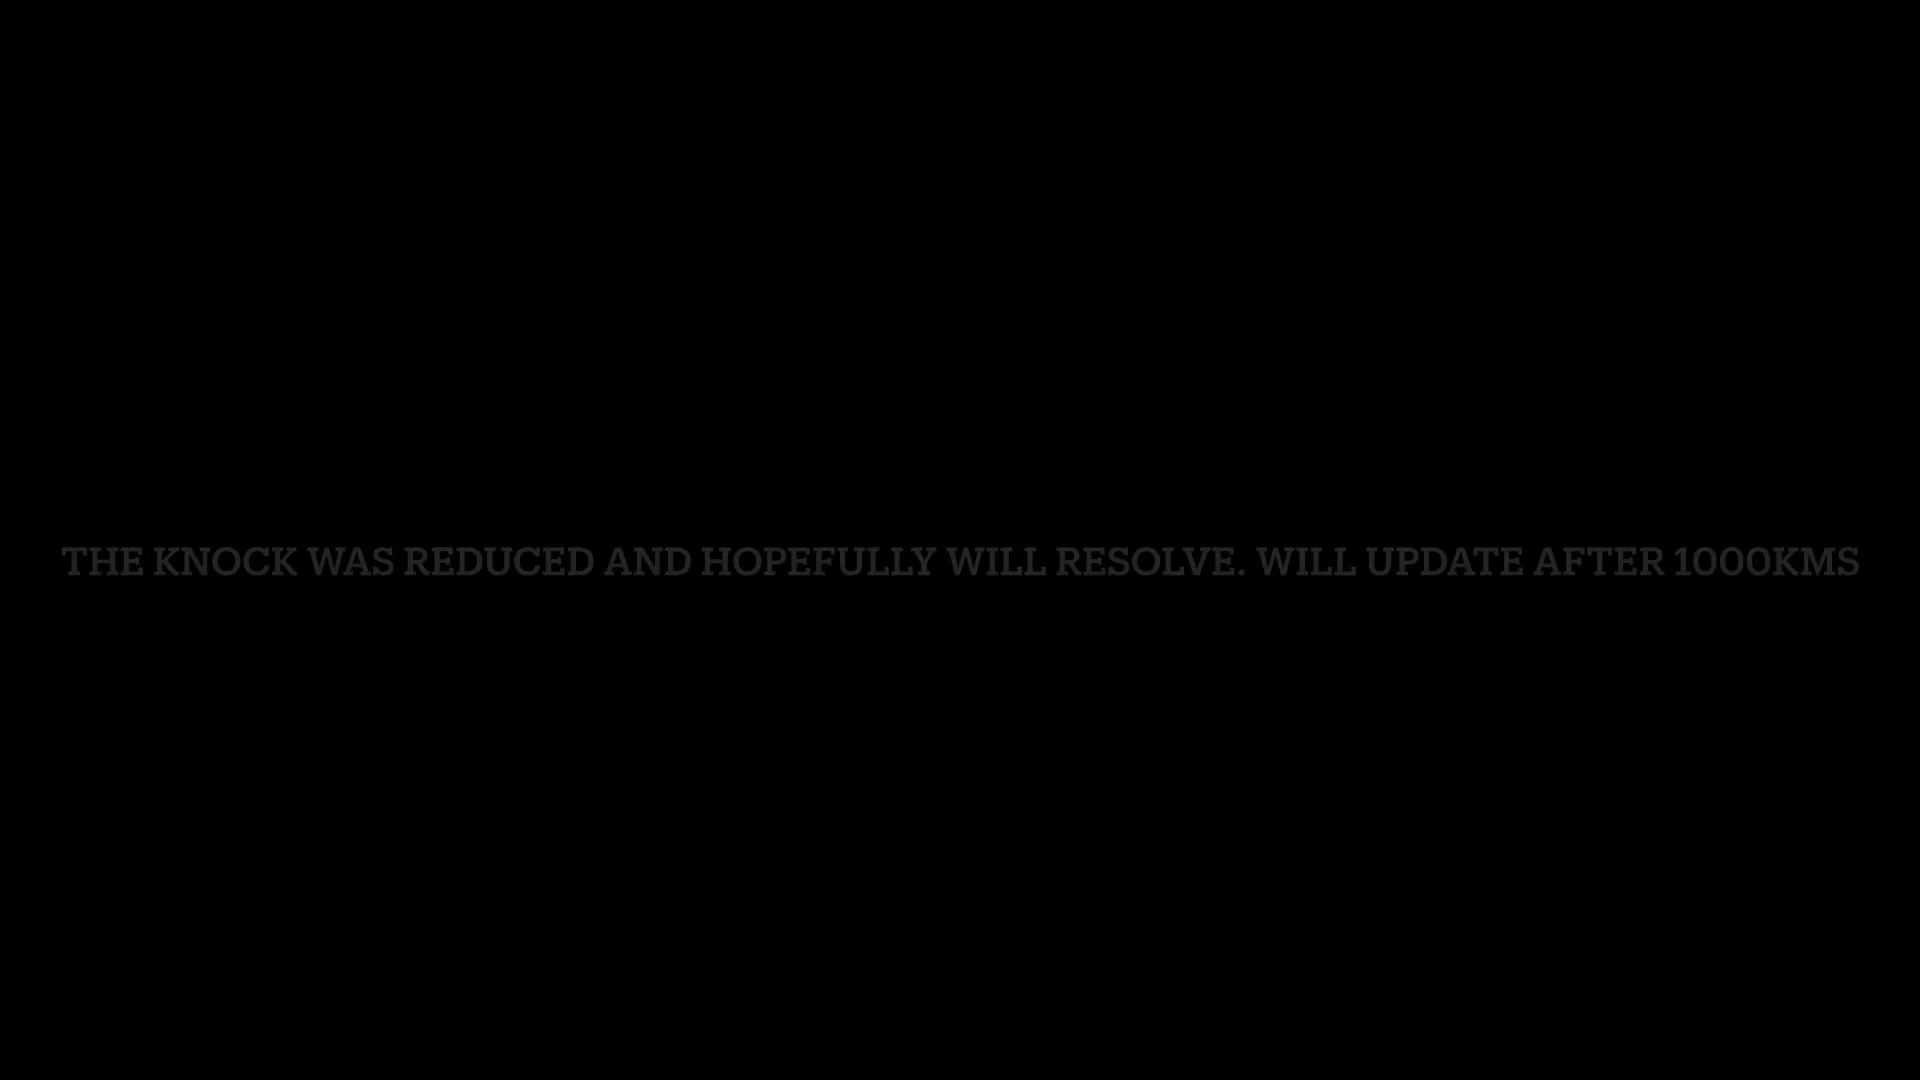 THE KNOCK WAS REDUCED AND HOPEFULLY WILL RESOLVE. WILL UPDATE AFTER 1000KMS